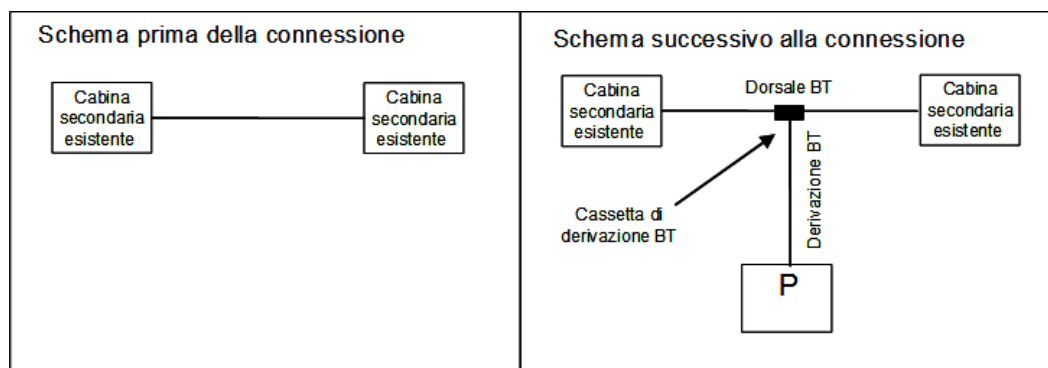 Schema prima della connessione
Cabina
secondaria
esistente
Cabina
secondaria
esistente
Schema successivo alla connessione
Cabina
secondaria
esistente
Dorsale BT
Cabina
secondaria
esistente
Derivazione BT
Cassetta di
derivazione BT
P